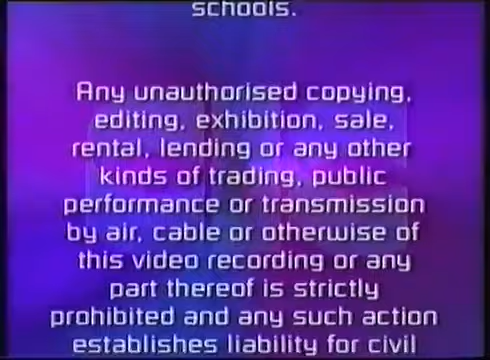 schools.
Any unauthorised copying,
editing, exhibition, sale,
rental, lending or any other
kinds of trading, public
performance or transmission
by air, cable or otherwise of
this video recording or any
part thereof is strictly
prohibited and any such action
establishes liability for civil